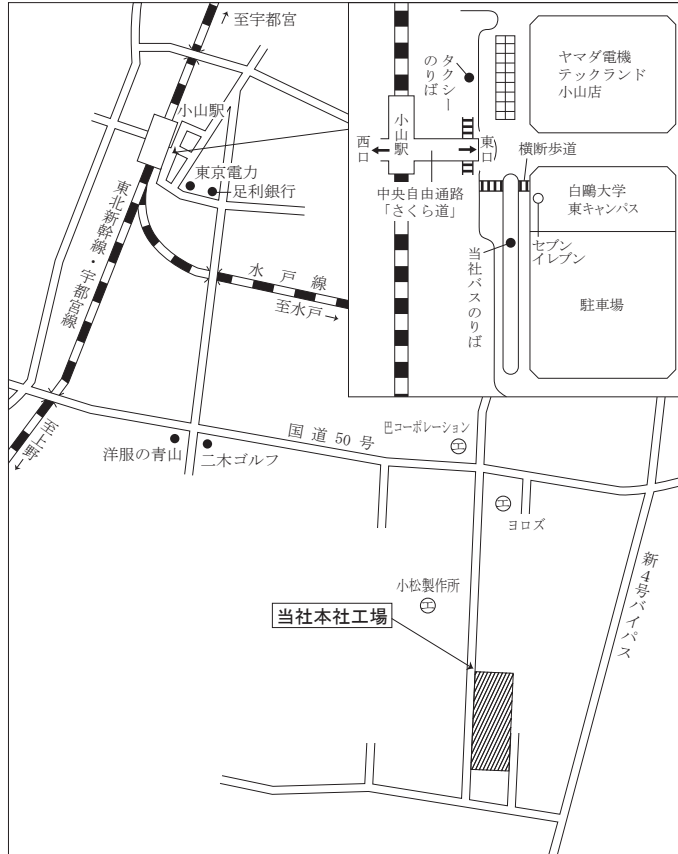 至宇都宮
小山駅
東京電力
足利銀行
東北新幹線・宇都宮線
水戸線
至水戸
至上野
洋服の青山
二木ゴルフ
国道50号
巴コーポレーション
工
ヨロズ
工
小松製作所
工
当社本社工場
新4号バイパス
タクシー
のりば
ヤマダ電機
テックランド
小山店
小山駅
西口
東口
横断歩道
中央自由通路
「さくら道」
白鷗大学
東キャンパス
セブン
イレブン
当社バスのりば
駐車場